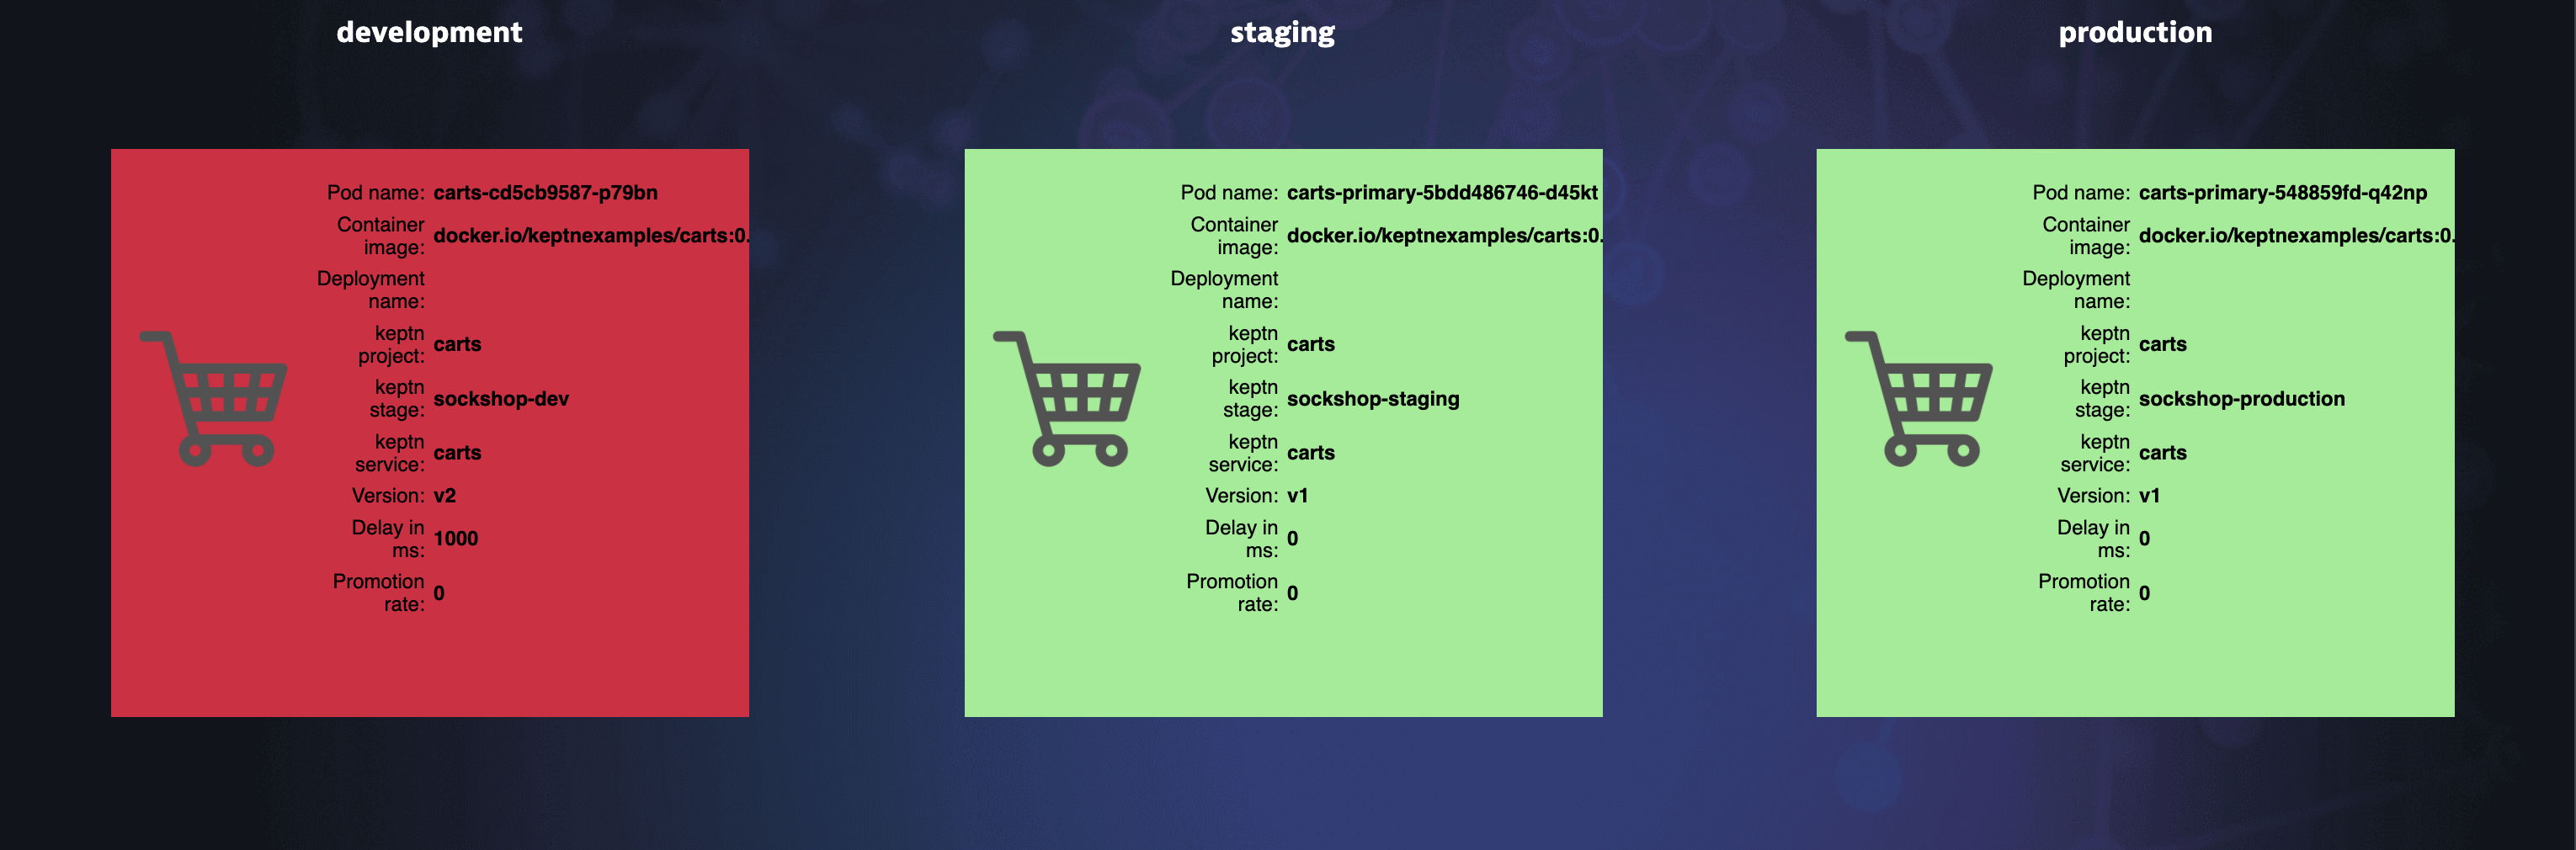 development
Pod name: carts-cd5cb9587-p79bn
Container
image: docker.io/keptnexamples/carts:0.
Deployment
name:
keptn
project: carts
keptn
stage: sockshop-dev
keptn
service: carts
Version: v2
Delay in
ms: 1000
Promotion
rate: 0
staging
Pod name: carts-primary-5bdd486746-d45kt
Container
image: docker.io/keptnexamples/carts:0.
Deployment
name:
keptn
project: carts
keptn
stage: sockshop-staging
keptn
service: carts
Version: v1
Delay in
ms: 0
Promotion
rate: 0
production
Pod name: carts-primary-548859fd-q42np
Container
image: docker.io/keptnexamples/carts:0.
Deployment
name:
keptn
project: carts
keptn
stage: sockshop-production
keptn
service: carts
Version: v1
Delay in
ms: 0
Promotion
rate: 0